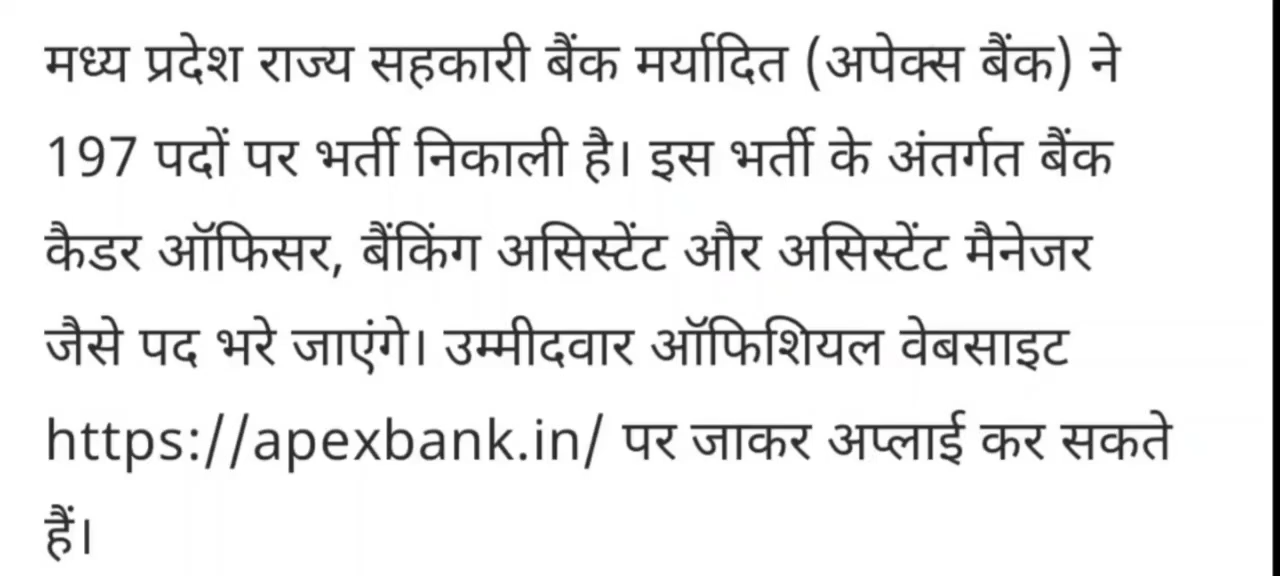 मध्य प्रदेश राज्य सहकारी बैंक मर्यादित (अपेक्स बैंक) ने
197 पदों पर भर्ती निकाली है। इस भर्ती के अंतर्गत बैंक
कैडर ऑफिसर, बैंकिंग असिस्टेंट और असिस्टेंट मैनेजर
जैसे पद भरे जाएंगे। उम्मीदवार ऑफिशियल वेबसाइट
https://apexbank.in/ पर जाकर अप्लाई कर सकते
हैं।